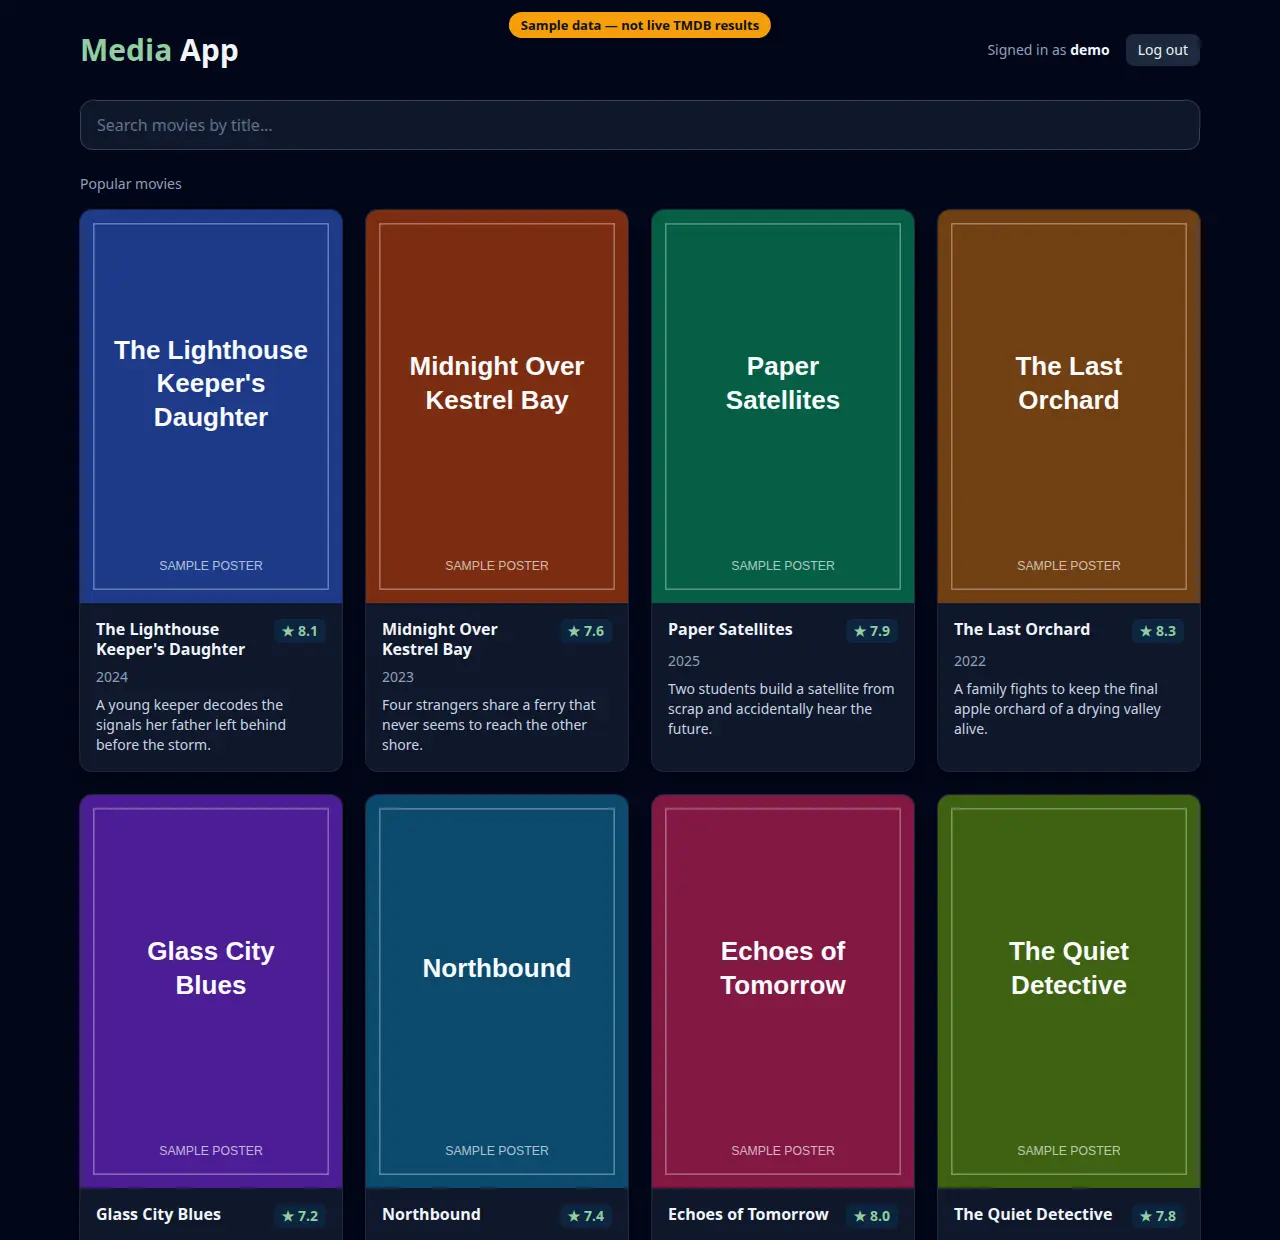 Sample data — not live TMDB results
Media App
Signed in as demo
Log out
Search movies by title...
Popular movies
The Lighthouse
Keeper's
Daughter
SAMPLE POSTER
The Lighthouse
Keeper's Daughter
★ 8.1
2024
A young keeper decodes the
signals her father left behind
before the storm.
Midnight Over
Kestrel Bay
SAMPLE POSTER
Midnight Over
Kestrel Bay
★ 7.6
2023
Four strangers share a ferry that
never seems to reach the other
shore.
Paper
Satellites
SAMPLE POSTER
Paper Satellites
★ 7.9
2025
Two students build a satellite from
scrap and accidentally hear the
future.
The Last
Orchard
SAMPLE POSTER
The Last Orchard
★ 8.3
2022
A family fights to keep the final
apple orchard of a drying valley
alive.
Glass City
Blues
SAMPLE POSTER
Glass City Blues
★ 7.2
Northbound
SAMPLE POSTER
Northbound
★ 7.4
Echoes of
Tomorrow
SAMPLE POSTER
Echoes of Tomorrow
★ 8.0
The Quiet
Detective
SAMPLE POSTER
The Quiet Detective
★ 7.8